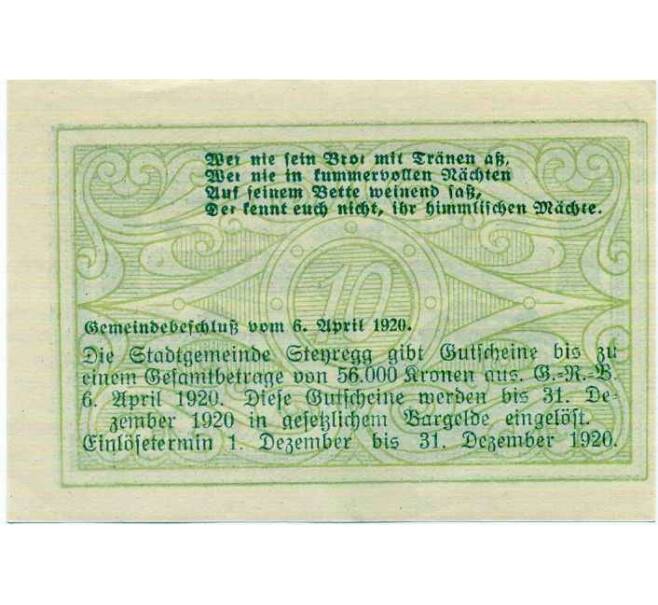 Wer nie sein Brot mit Tränen aß,
Wer nie in kummervollen Nächten
Auf seinem Bette weinend saß,
Der kennt euch nicht, ihr himmlischen Mächte.
10
Gemeindebeschluß vom 6. April 1920.
Die Stadtgemeinde Steyregg gibt Gutscheine bis zu
einem Gesamtbetrage von 56.000 Kronen aus. G.-R.-B.
6. April 1920. Diese Gutscheine werden bis 31. De-
zember 1920 in gesetzlichem Bargelde eingelöst.
Einlösetermin 1. Dezember bis 31. Dezember 1920.